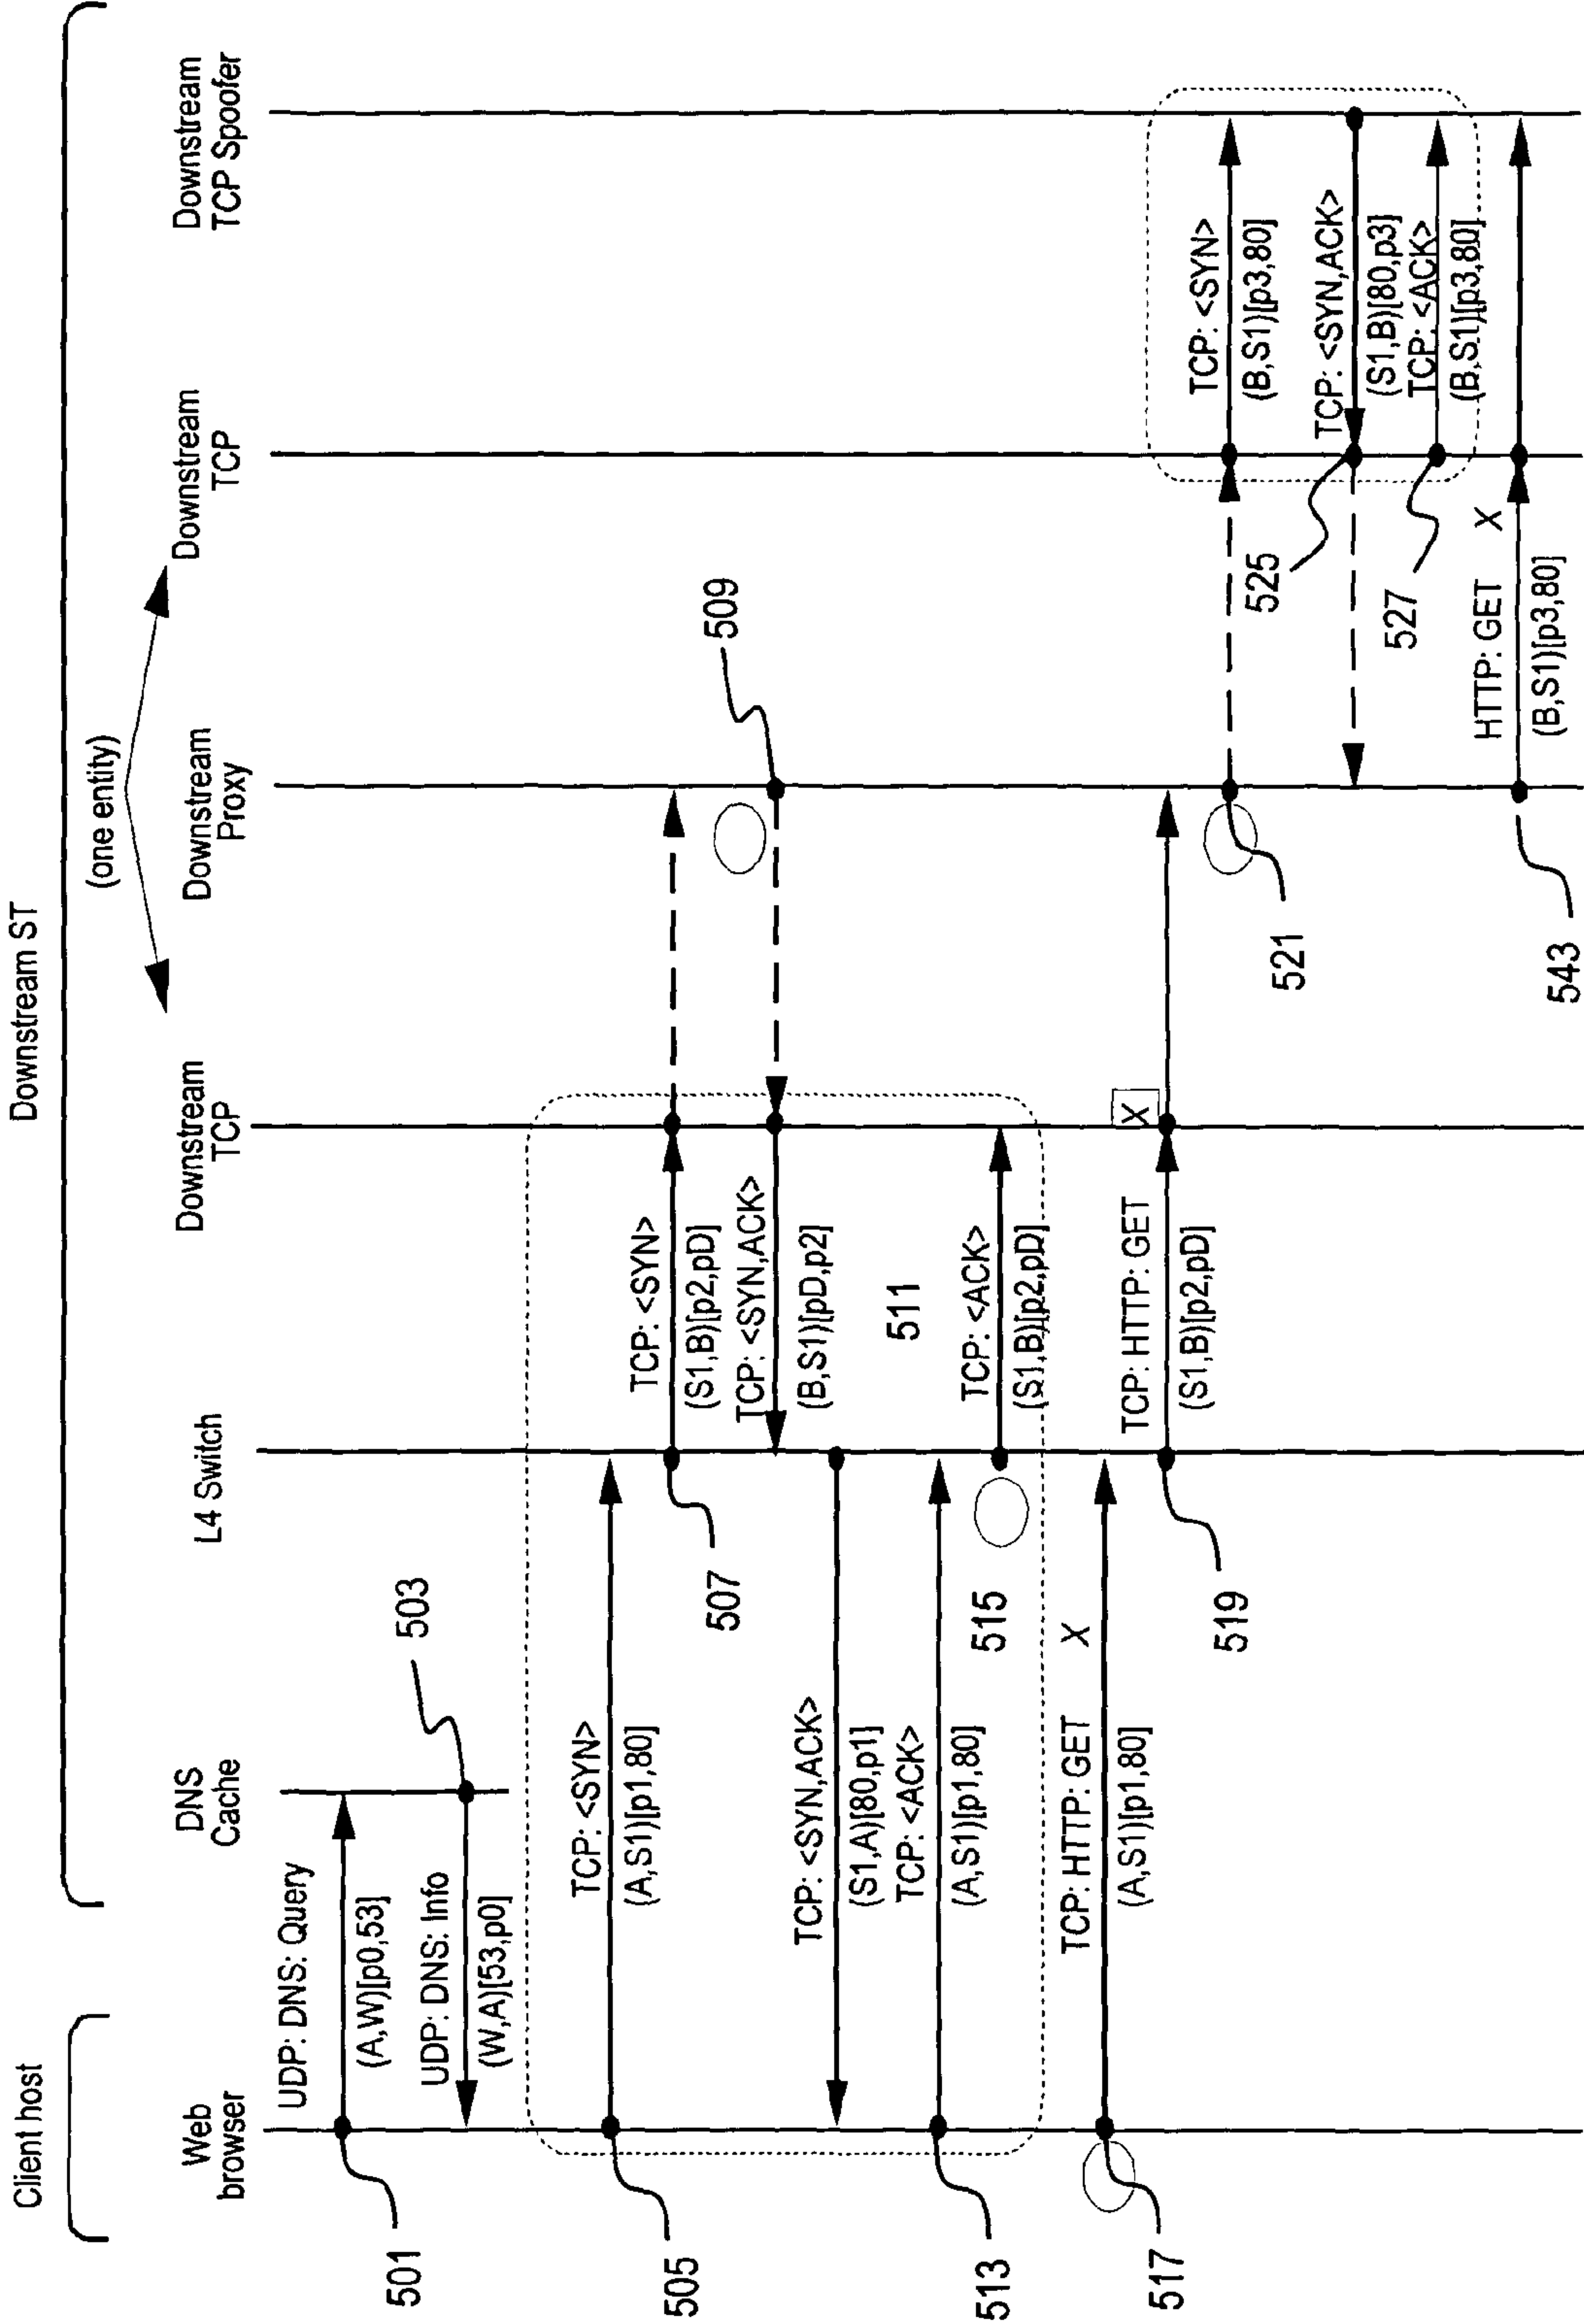 Client host
Downstream ST
(one entity)
Web
browser
DNS
Cache
L4 Switch
Downstream
TCP
Downstream
Proxy
Downstream
TCP
Downstream
TCP Spoofer
UDP: DNS: Query
(A,W)[p0,53]
501
503
UDP: DNS: Info
(W,A)[53,p0]
TCP: <SYN>
(A,S1)[p1,80]
505
TCP: <SYN>
(S1,B)[p2,pD]
507
509
TCP: <SYN,ACK>
(B,S1)[pD,p2]
511
TCP: <SYN,ACK>
(S1,A)[80,p1]
TCP: <ACK>
(A,S1)[p1,80]
513
515
TCP: <ACK>
(S1,B)[p2,pD]
TCP: HTTP: GET X
(A,S1)[p1,80]
517
TCP: HTTP: GET X
(S1,B)[p2,pD]
519
521
TCP: <SYN>
(B,S1)[p3,80]
525
TCP: <SYN,ACK>
(S1,B)[80,p3]
527
TCP: <ACK>
(B,S1)[p3,80]
HTTP: GET X
(B,S1)[p3,80]
543